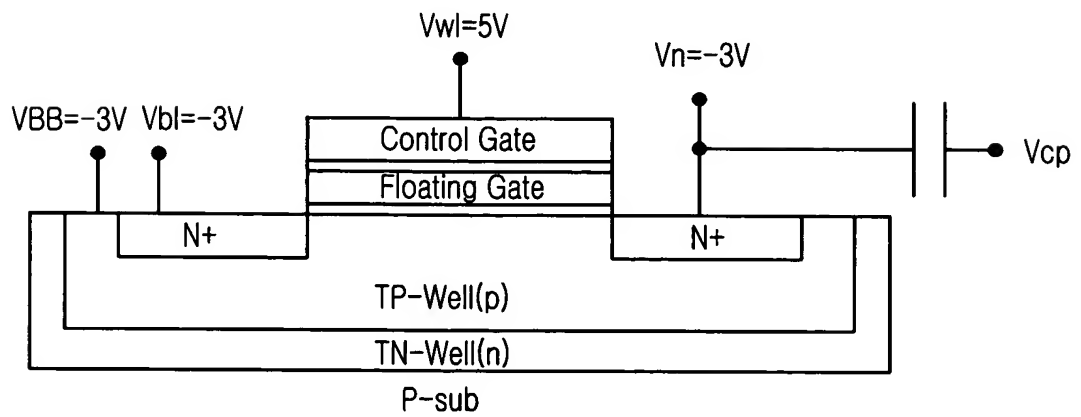 Vwl=5V
Vn=-3V
VBB=-3V Vbl=-3V
Control Gate
Vcp
Floating Gate
N+ N+
TP-Well(p)
TN-Well(n)
P-sub